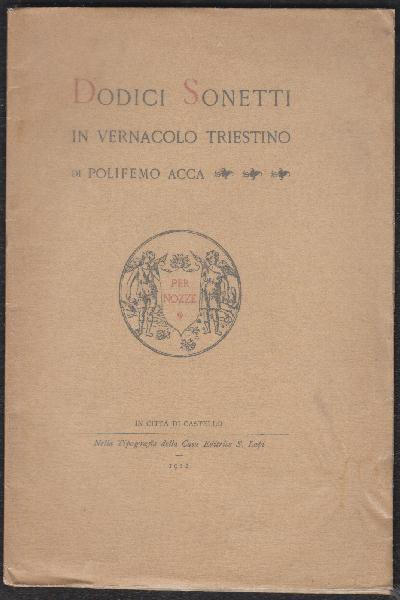 DODICI SONETTI
IN VERNACOLO TRIESTINO
DI POLIFEMO ACCA
PER
NOZZE
IN CITTÀ DI CASTELLO
Nella Tipografia della Casa Editrice S. Lapi
1912